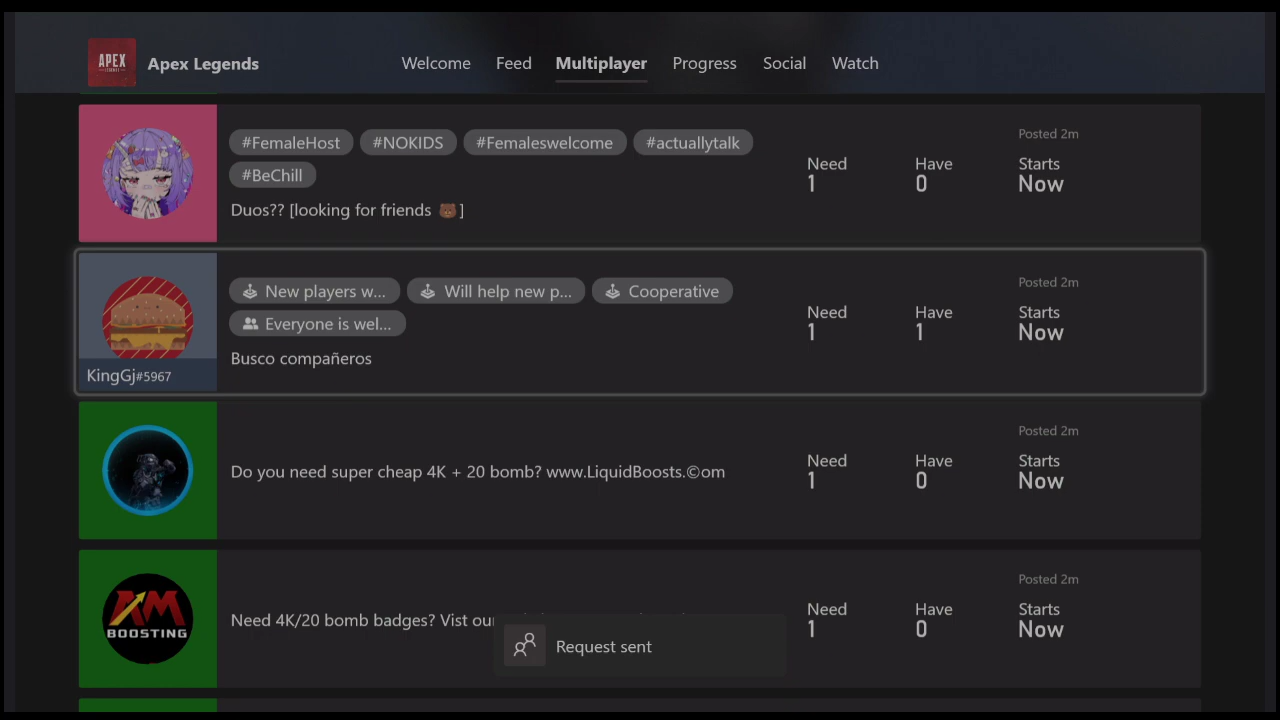 APEX
LEGENDS
Apex Legends
Welcome Feed Multiplayer Progress Social Watch
#FemaleHost #NOKIDS #Femaleswelcome #actuallytalk
#BeChill
Duos?? [looking for friends 🐻]
Need Have
1 0
Posted 2m
Starts
Now
KingGj#5967
New players w... Will help new p... Cooperative
Everyone is wel...
Busco compañeros
Need Have
1 1
Posted 2m
Starts
Now
Do you need super cheap 4K + 20 bomb? www.LiquidBoosts.©om
Need Have
1 0
Posted 2m
Starts
Now
XM
BOOSTING
Need 4K/20 bomb badges? Vist our
Need Have
1 0
Posted 2m
Starts
Now
Request sent